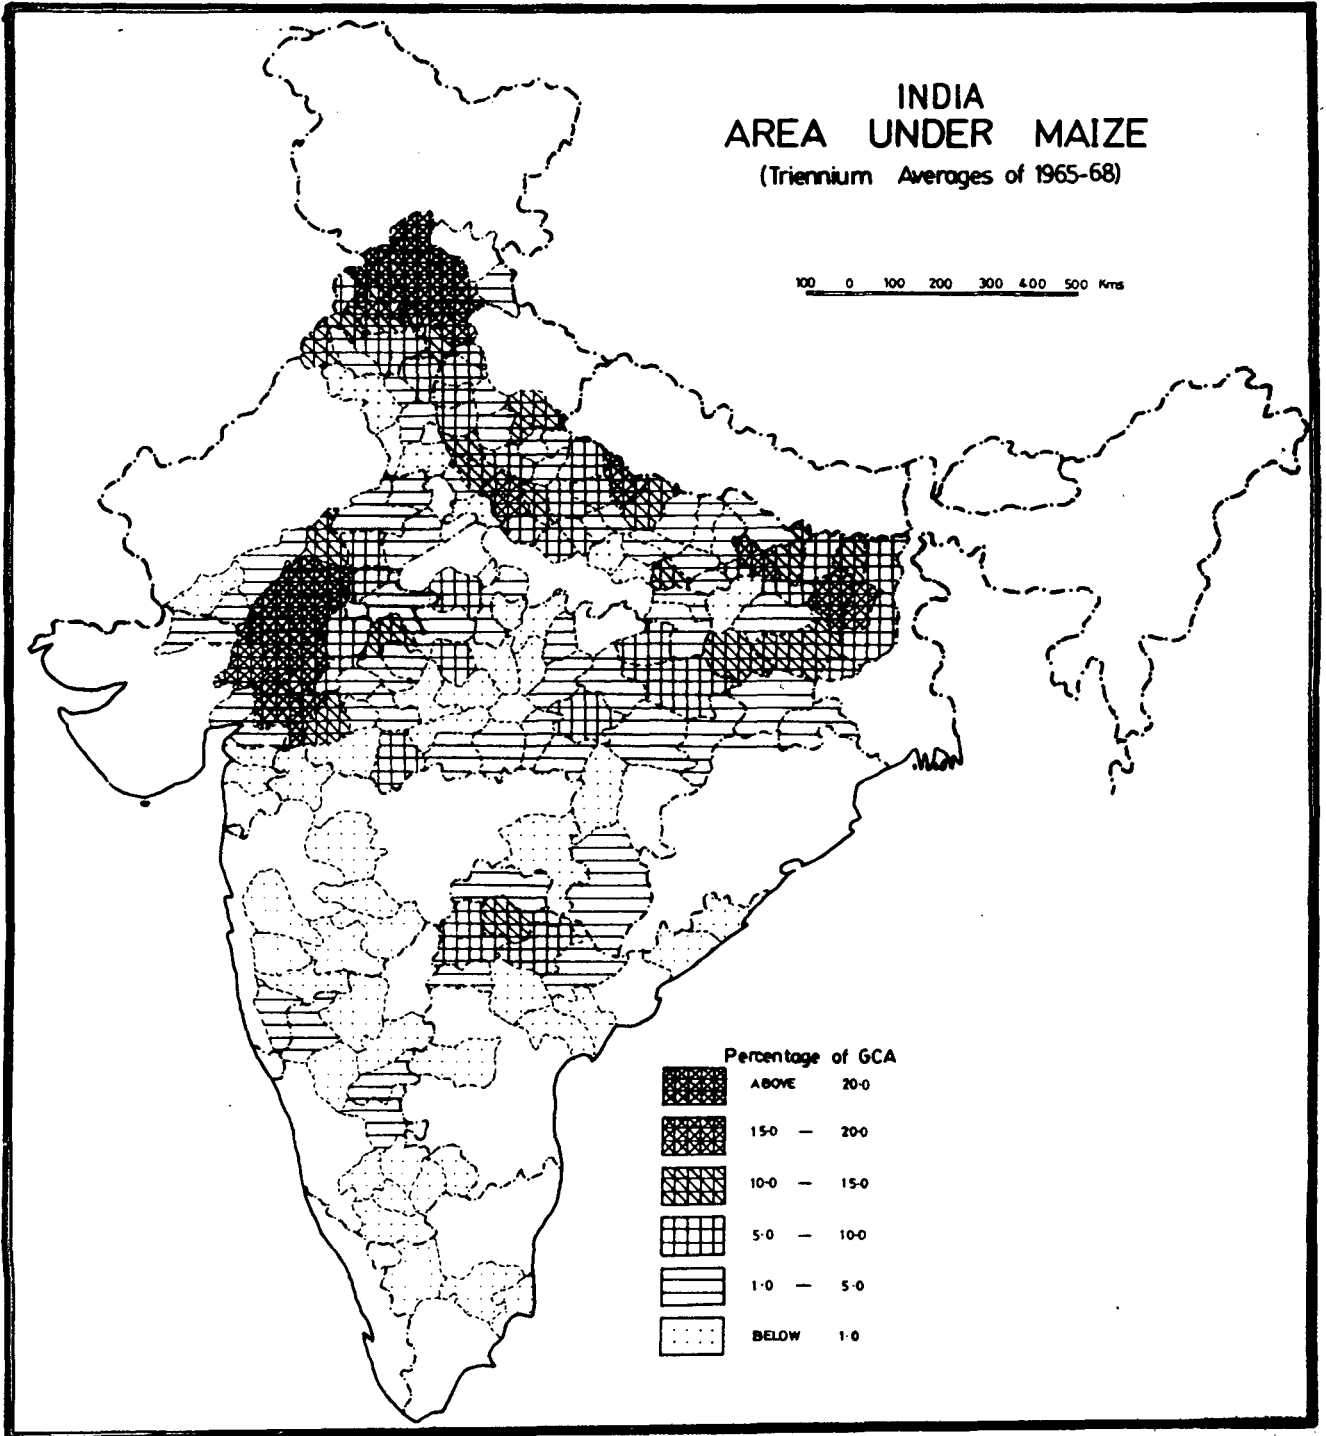 INDIA
AREA UNDER MAIZE
(Triennium Averages of 1965-68)
100 0 100 200 300 400 500 Kms
Percentage of GCA
ABOVE 20·0
15·0 — 20·0
10·0 — 15·0
5·0 — 10·0
1·0 — 5·0
BELOW 1·0